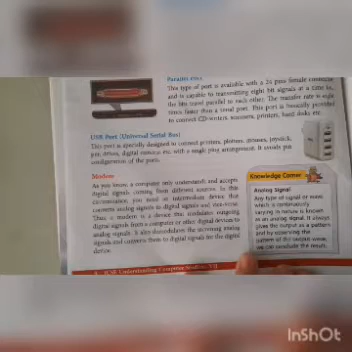 Parallel Port
This type of port is available with a 24 pins female connector
and is capable to transmitting eight bit signals at a time as,
the bits travel parallel to each other. The transfer rate is eight
times faster than a serial port. This port is basically provided
to connect CD-writers, scanners, printers, hard disks etc.
USB Port (Universal Serial Bus)
This port is specially designed to connect printers, plotters, mouses, joystick,
pen drives, digital cameras etc. with a single plug arrangement. It avoids pin
configuration of the ports.
Modem
As you know, a computer only understands and accepts
digital signals coming from different sources. In this
circumstance, you need an intermediate device that
converts analog signals to digital signals and vice-versa.
Thus, a modem is a device that modulates outgoing
digital signals from a computer or other digital devices to
analog signals. It also demodulates the incoming analog
signals and converts them to digital signals for the digital
device.
Knowledge Corner
Analog Signal
Any type of signal or wave
which is continuously
varying in nature is known
as an analog signal. It always
gives the output as a pattern
and by observing the
pattern of the certain wave,
we can conclude the result.
Understanding Computer Studies-VII
InShOt